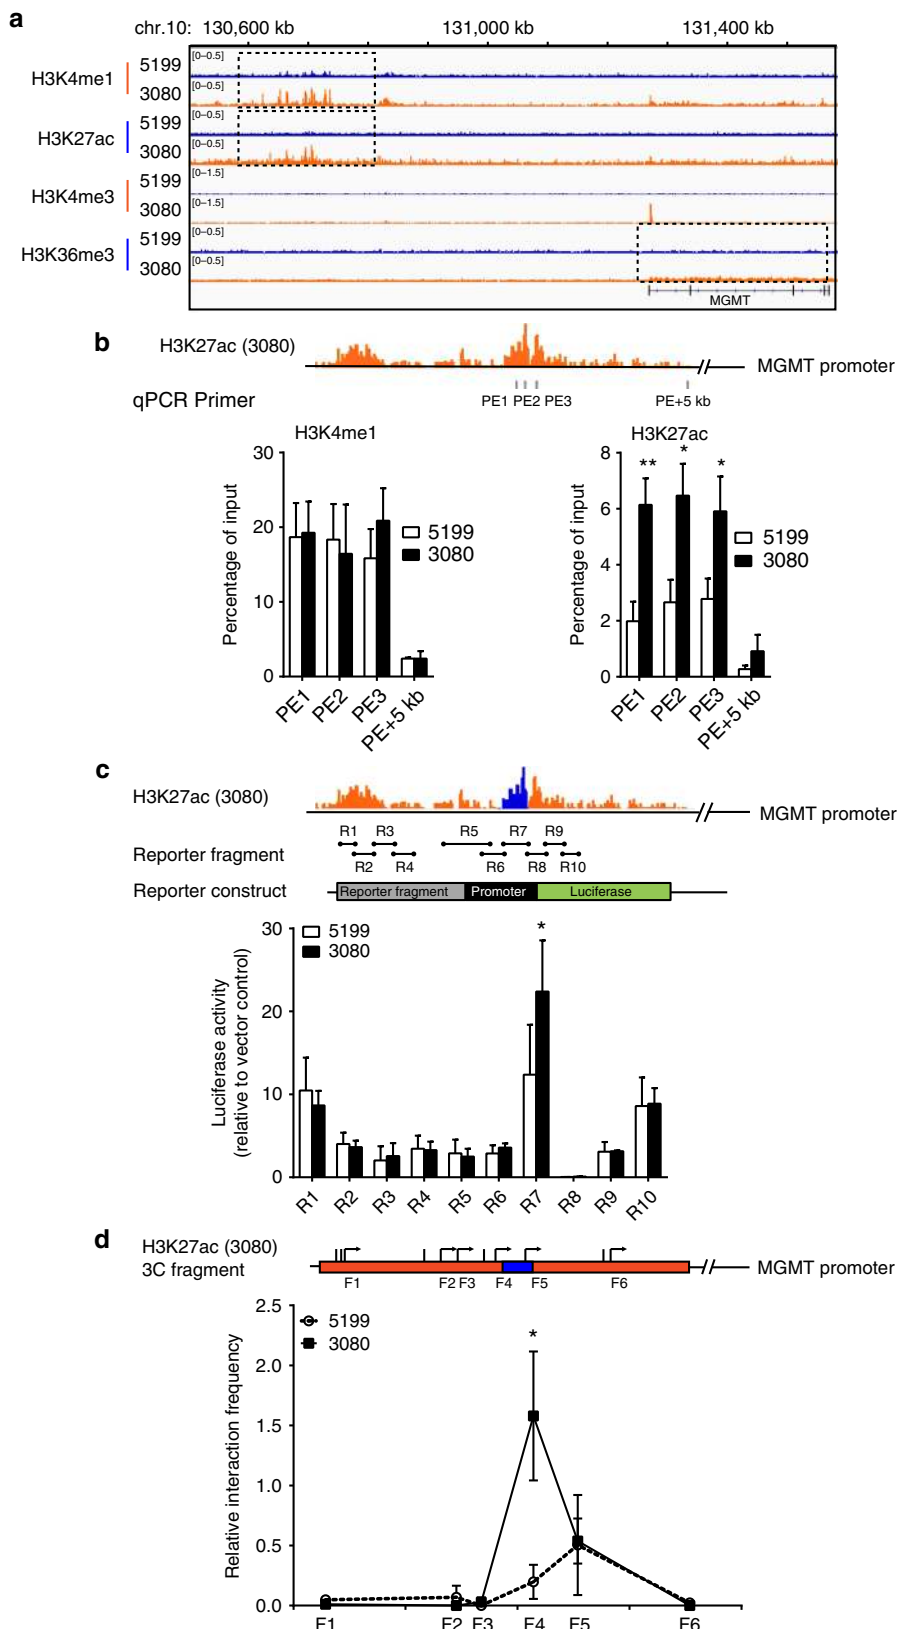 a
chr.10: 130,600 kb 131,000 kb 131,400 kb
H3K4me1
5199 [0–0.5]
3080 [0–0.5]
H3K27ac
5199 [0–0.5]
3080 [0–0.5]
H3K4me3
5199 [0–1.5]
3080 [0–1.5]
H3K36me3
5199 [0–0.5]
3080 [0–0.5]
MGMT
b
H3K27ac (3080)
MGMT promoter
qPCR Primer
PE1 PE2 PE3 PE+5 kb
H3K4me1
Percentage of input
30
20
10
0
5199
3080
PE1 PE2 PE3 PE+5 kb
H3K27ac
Percentage of input
8
6
4
2
0
** * *
5199
3080
PE1 PE2 PE3 PE+5 kb
c
H3K27ac (3080)
MGMT promoter
R1 R3 R5 R7 R9
Reporter fragment
R2 R4 R6 R8 R10
Reporter construct
Reporter fragment Promoter Luciferase
Luciferase activity
(relative to vector control)
30
20
10
0
5199
3080
*
R1 R2 R3 R4 R5 R6 R7 R8 R9 R10
d
H3K27ac (3080)
3C fragment
MGMT promoter
F1 F2 F3 F4 F5 F6
Relative interaction frequency
2.5
2.0
1.5
1.0
0.5
0.0
5199
3080
*
F1 F2 F3 F4 F5 F6